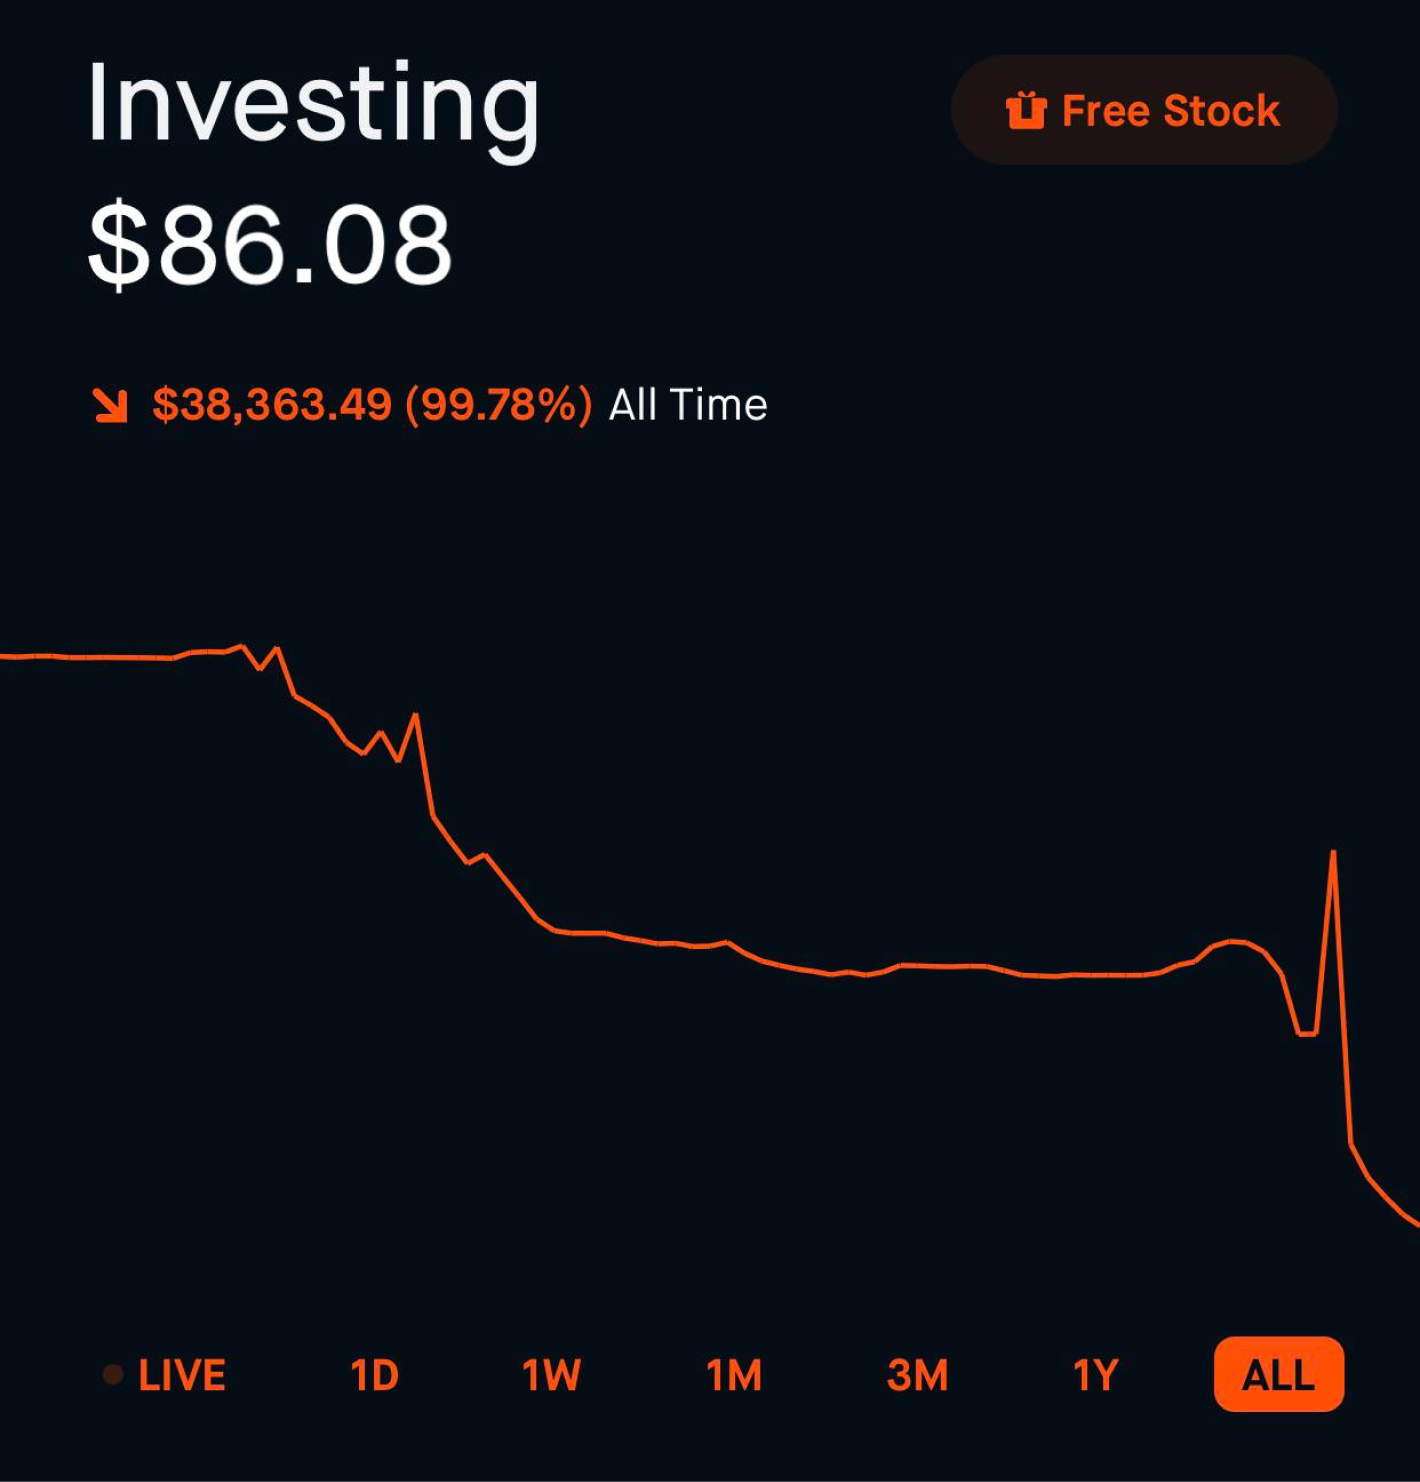 Investing
Free Stock
$86.08
$38,363.49 (99.78%) All Time
LIVE 1D 1W 1M 3M 1Y ALL